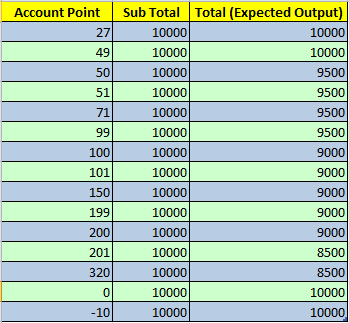 Account Point Sub Total Total (Expected Output)
27 10000 10000
49 10000 10000
50 10000 9500
51 10000 9500
71 10000 9500
99 10000 9500
100 10000 9000
101 10000 9000
150 10000 9000
199 10000 9000
200 10000 9000
201 10000 8500
320 10000 8500
0 10000 10000
-10 10000 10000